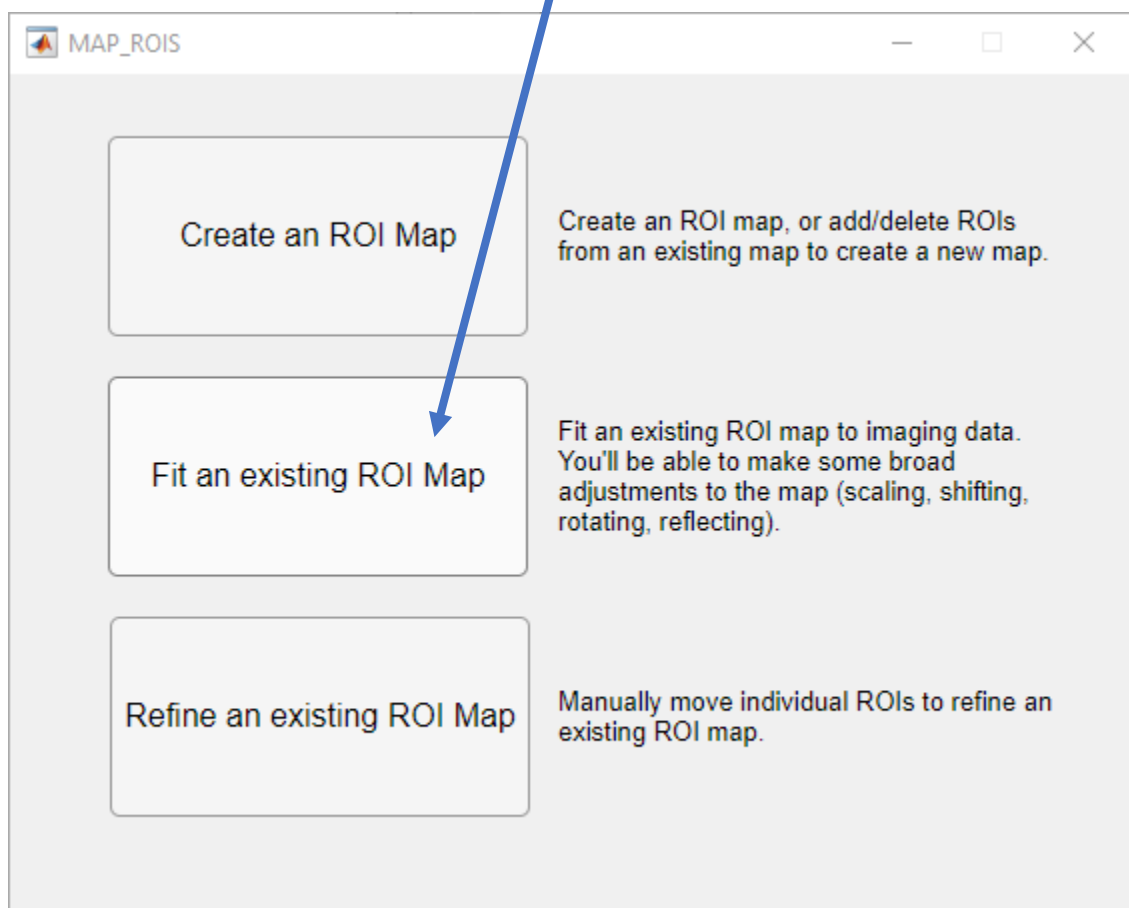 MAP_ROIS
Create an ROI Map
Create an ROI map, or add/delete ROIs
from an existing map to create a new map.
Fit an existing ROI Map
Fit an existing ROI map to imaging data.
You'll be able to make some broad
adjustments to the map (scaling, shifting,
rotating, reflecting).
Refine an existing ROI Map
Manually move individual ROIs to refine an
existing ROI map.